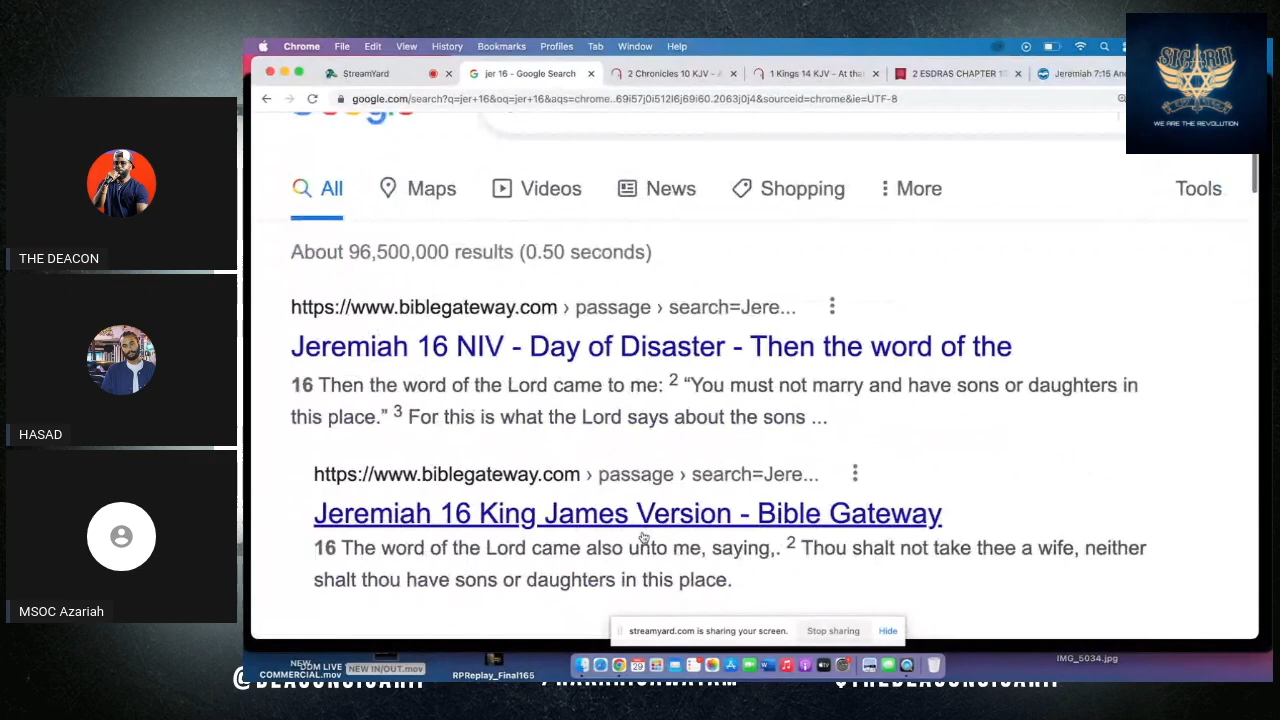 Chrome File Edit View History Bookmarks Profiles Tab Window Help
StreamYard
jer 16 - Google Search
2 Chronicles 10 KJV -
1 Kings 14 KJV - At tha
2 ESDRAS CHAPTER 1
Jeremiah 7:15 An
google.com/search?q=jer+16&oq=jer+16&aqs=chrome..69i57j0i512l6j69i60.2063j0j4&sourceid=chrome&ie=UTF-8
SICARII
WE ARE THE REVOLUTION
All Maps Videos News Shopping More Tools
About 96,500,000 results (0.50 seconds)
https://www.biblegateway.com › passage › search=Jere...
Jeremiah 16 NIV - Day of Disaster - Then the word of the
16 Then the word of the Lord came to me: 2 “You must not marry and have sons or daughters in
this place.” 3 For this is what the Lord says about the sons ...
https://www.biblegateway.com › passage › search=Jere...
Jeremiah 16 King James Version - Bible Gateway
16 The word of the Lord came also unto me, saying,. 2 Thou shalt not take thee a wife, neither
shalt thou have sons or daughters in this place.
streamyard.com is sharing your screen. Stop sharing Hide
THE DEACON
HASAD
MSOC Azariah
NEW
DDM LIVE
COMMERCIAL.mov
NEW IN/OUT.mov
RPReplay_Final165
29
IMG_5034.jpg